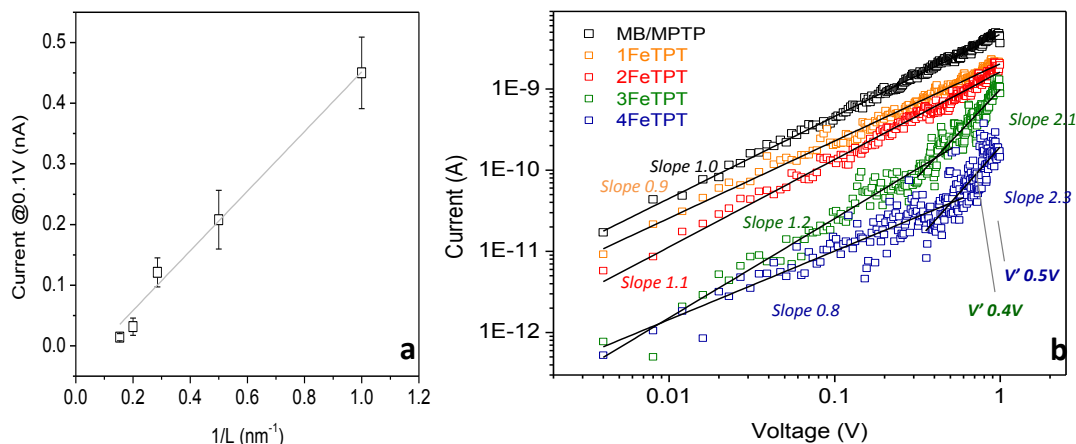 0.5
0.4
0.3
0.2
0.1
0.0
Current @0.1V (nA)
0.0 0.2 0.4 0.6 0.8 1.0 1.2
1/L (nm-1)
a
MB/MPTP
1FeTPT
2FeTPT
3FeTPT
4FeTPT
1E-9
1E-10
1E-11
1E-12
Current (A)
Slope 1.0
Slope 0.9
Slope 1.1
Slope 1.2
Slope 0.8
Slope 2.1
Slope 2.3
V' 0.5V
V' 0.4V
0.01 0.1 1
Voltage (V)
b